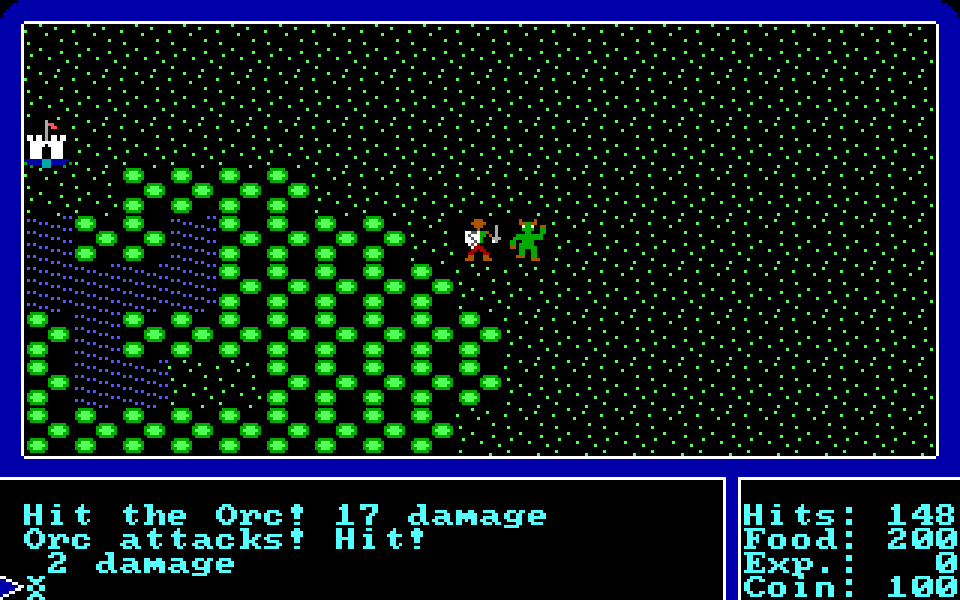 Hit the Orc! 17 damage
Orc attacks! Hit!
2 damage
Hits: 148
Food: 200
Exp.: 0
Coin: 100